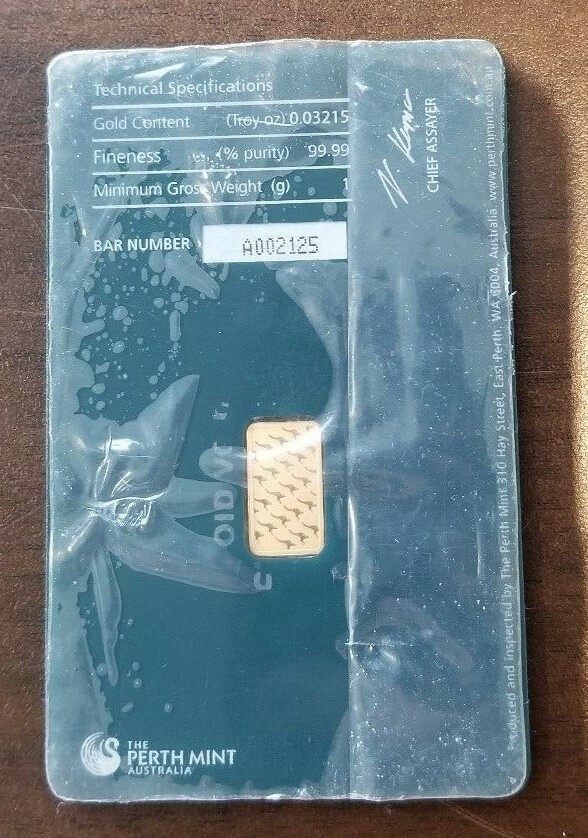 Technical Specifications
Gold Content (Troy oz) 0.03215
Fineness (% purity) 99.99
Minimum Gross Weight (g) 1
BAR NUMBER
A002125
CHIEF ASSAYER
Produced and inspected by The Perth Mint 310 Hay Street, East Perth, WA 6004, Australia www.perthmint.com.au
THE
PERTH MINT
AUSTRALIA